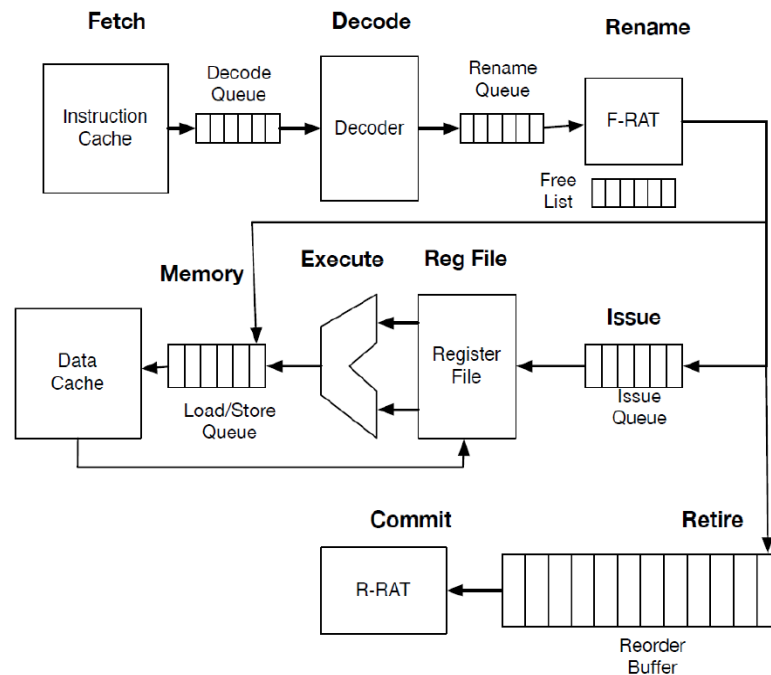 Fetch
Decode
Rename
Decode
Queue
Rename
Queue
Instruction
Cache
Decoder
F-RAT
Free
List
Memory
Execute
Reg File
Issue
Data
Cache
Register
File
Load/Store
Queue
Issue
Queue
Commit
Retire
R-RAT
Reorder
Buffer